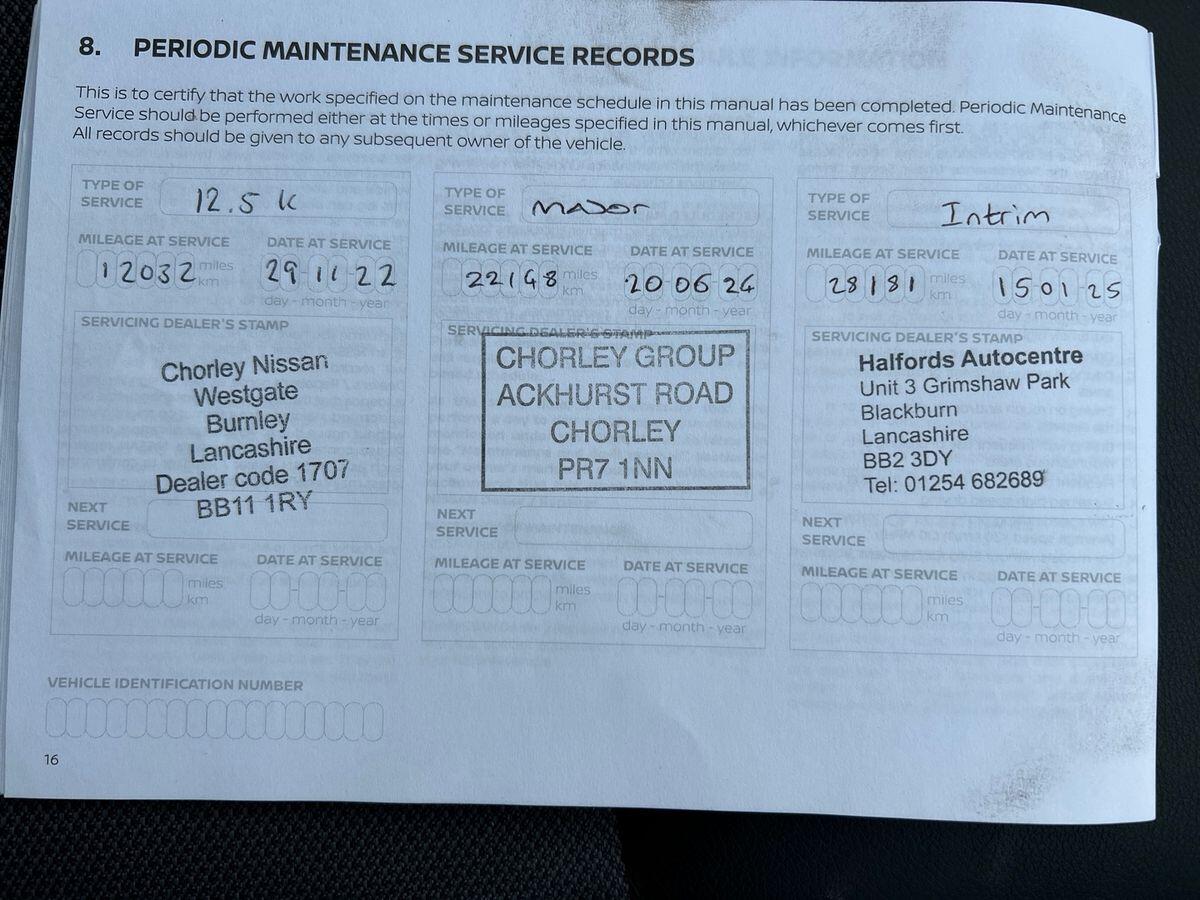 8. PERIODIC MAINTENANCE SERVICE RECORDS
This is to certify that the work specified on the maintenance schedule in this manual has been completed. Periodic Maintenance
Service should be performed either at the times or mileages specified in this manual, whichever comes first.
All records should be given to any subsequent owner of the vehicle.
TYPE OF
SERVICE
12.5 K
MILEAGE AT SERVICE
DATE AT SERVICE
12032
miles
km
29-11-22
day - month - year
SERVICING DEALER'S STAMP
Chorley Nissan
Westgate
Burnley
Lancashire
Dealer code 1707
BB11 1RY
NEXT
SERVICE
MILEAGE AT SERVICE
DATE AT SERVICE
miles
km
day - month - year
TYPE OF
SERVICE
MAJor
MILEAGE AT SERVICE
DATE AT SERVICE
22148
miles
km
20-06-24
day - month - year
SERVICING DEALER'S STAMP
CHORLEY GROUP
ACKHURST ROAD
CHORLEY
PR7 1NN
NEXT
SERVICE
MILEAGE AT SERVICE
DATE AT SERVICE
miles
km
day - month - year
TYPE OF
SERVICE
Intrim
MILEAGE AT SERVICE
DATE AT SERVICE
28181
miles
km
15-01-25
day - month - year
SERVICING DEALER'S STAMP
Halfords Autocentre
Unit 3 Grimshaw Park
Blackburn
Lancashire
BB2 3DY
Tel: 01254 682689
NEXT
SERVICE
MILEAGE AT SERVICE
DATE AT SERVICE
miles
km
day - month - year
VEHICLE IDENTIFICATION NUMBER
16